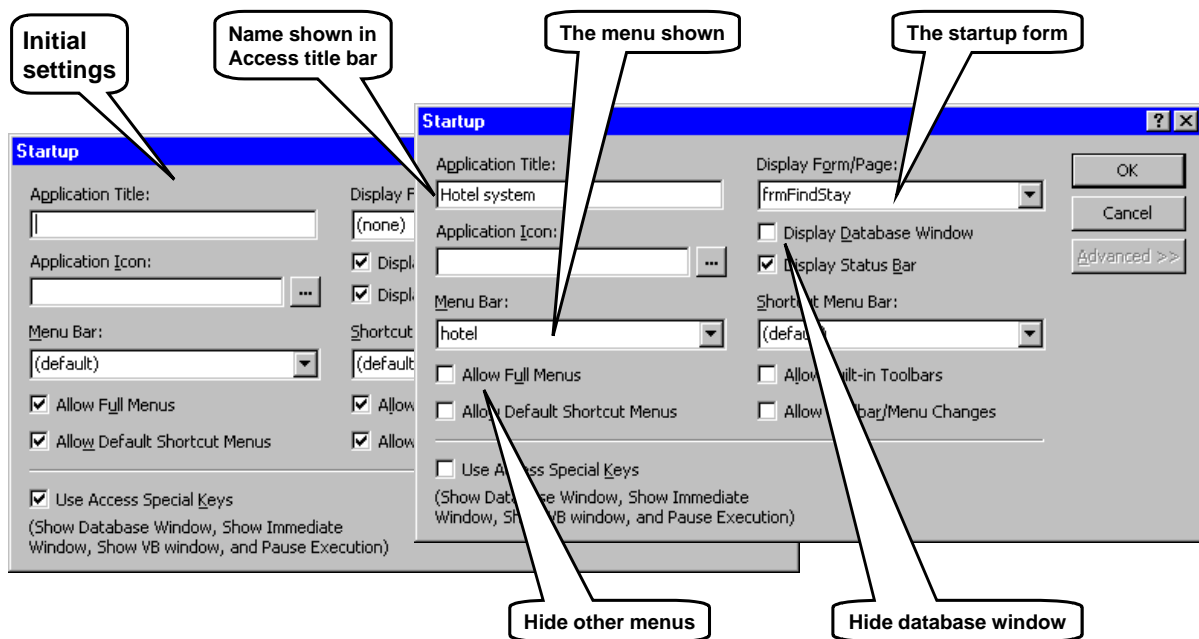 Initial
settings
Name shown in
Access title bar
The menu shown
The startup form
Startup
Application Title:
Display F
(none)
Application Icon:
...
Displ
Displ
Menu Bar:
Shortcut
(default)
(default
Allow Full Menus
Allow
Allow Default Shortcut Menus
Allow
Use Access Special Keys
(Show Database Window, Show Immediate
Window, Show VB window, and Pause Execution)
Startup
Application Title:
Display Form/Page:
OK
Hotel system
frmFindStay
Cancel
Application Icon:
Display Database Window
...
Display Status Bar
Advanced >>
Menu Bar:
Shortcut Menu Bar:
hotel
(default)
Allow Full Menus
Allow Built-in Toolbars
Allow Default Shortcut Menus
Allow Toolbar/Menu Changes
Use Access Special Keys
(Show Database Window, Show Immediate
Window, Show VB window, and Pause Execution)
Hide other menus
Hide database window